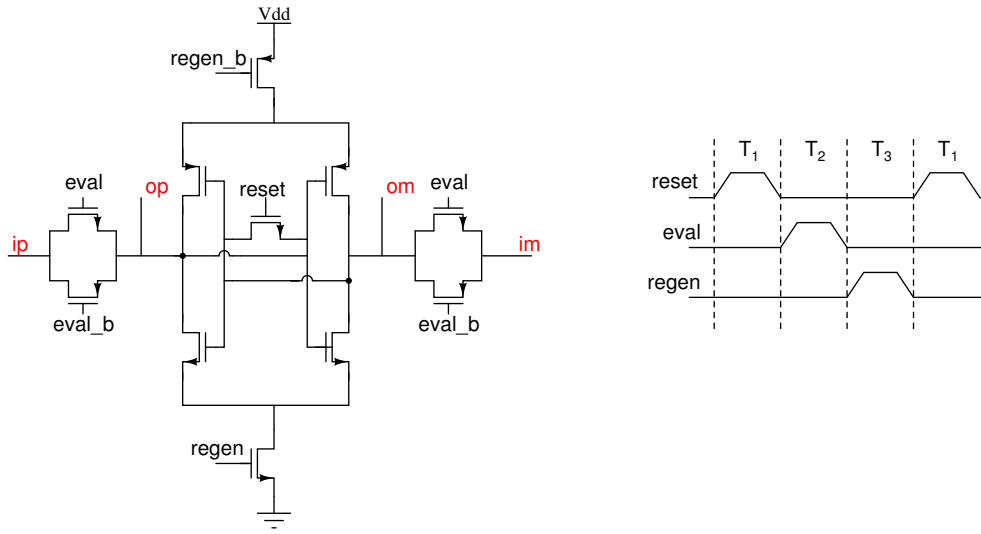 Vdd
regen_b
eval
op
reset
om
eval
ip
im
eval_b
eval_b
regen
T1 T2 T3 T1
reset
eval
regen